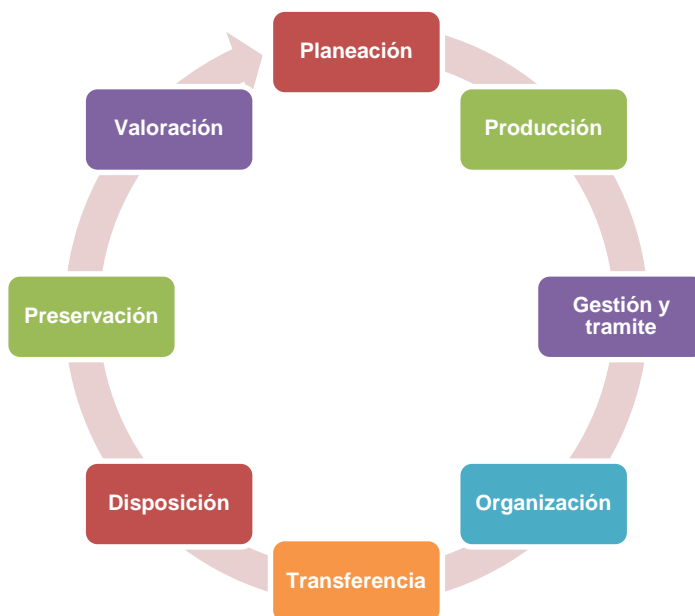 Planeación
Producción
Gestión y
tramite
Organización
Transferencia
Disposición
Preservación
Valoración